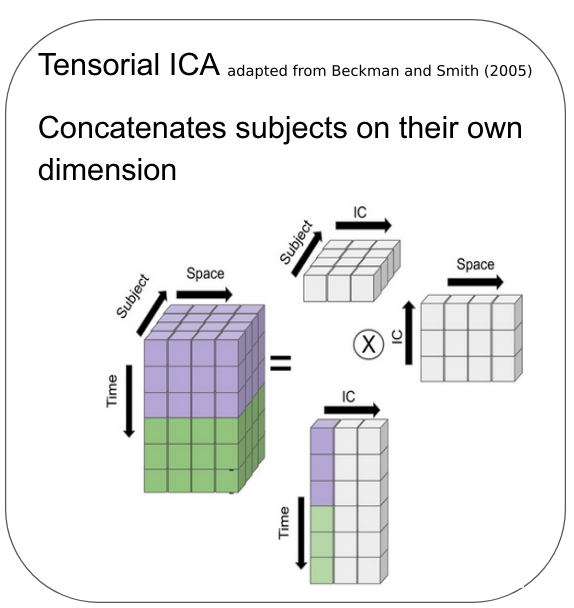 Tensorial ICA adapted from Beckman and Smith (2005)
Concatenates subjects on their own
dimension
IC
Subject
Space
Subject
Space
IC
X
=
Time
IC
Time